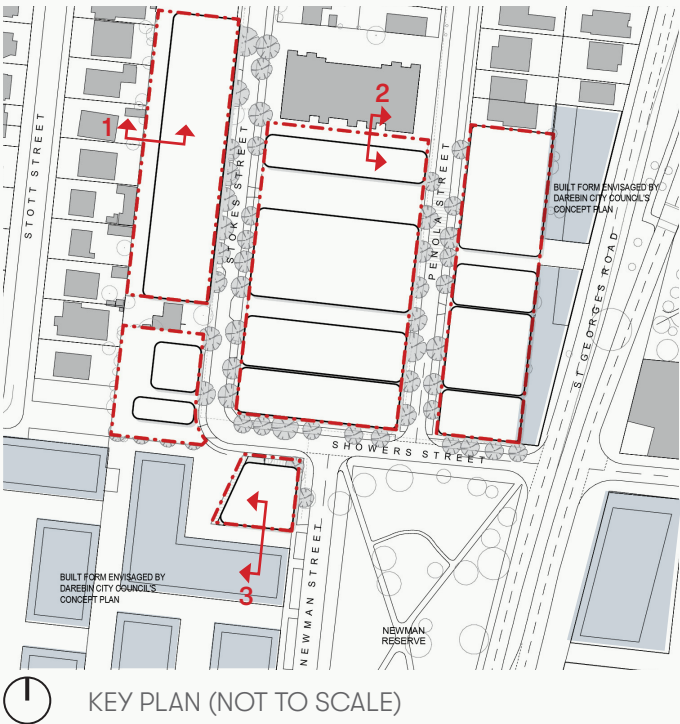 2
1
STOTT STREET
STOKES STREET
PENOLA STREET
BUILT FORM ENVISAGED BY
DAREBIN CITY COUNCIL'S
CONCEPT PLAN
ST GEORGES ROAD
SHOWERS STREET
BUILT FORM ENVISAGED BY
DAREBIN CITY COUNCIL'S
CONCEPT PLAN
3
NEWMAN STREET
NEWMAN
RESERVE
KEY PLAN (NOT TO SCALE)